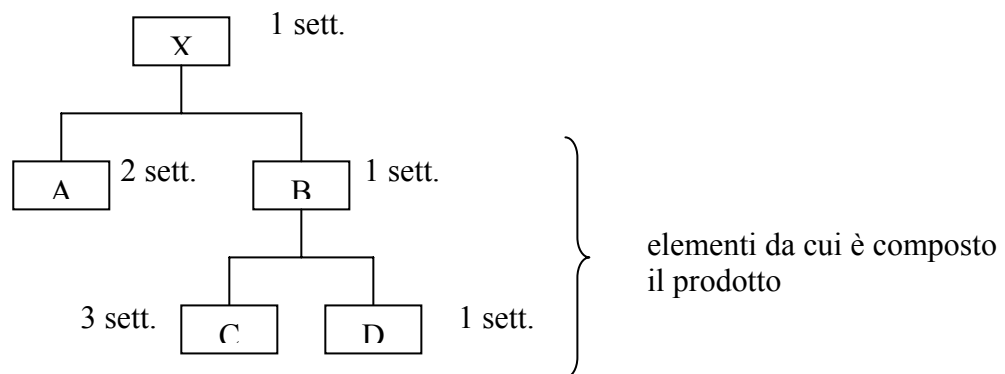 X 1 sett.
A 2 sett. B 1 sett.
elementi da cui è composto
il prodotto
3 sett. C D 1 sett.